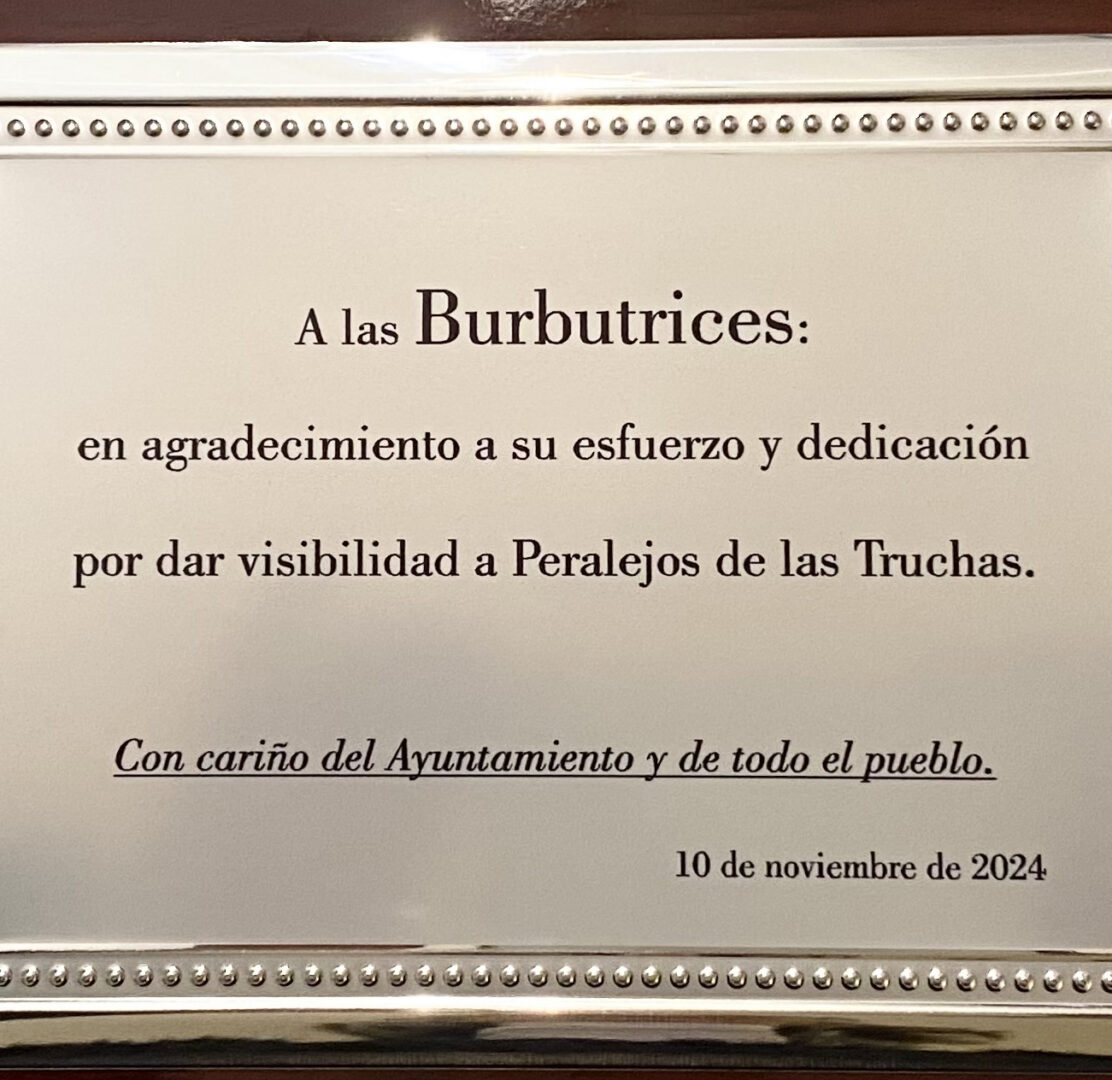 A las Burbutrices:
en agradecimiento a su esfuerzo y dedicación
por dar visibilidad a Peralejos de las Truchas.
Con cariño del Ayuntamiento y de todo el pueblo.
10 de noviembre de 2024